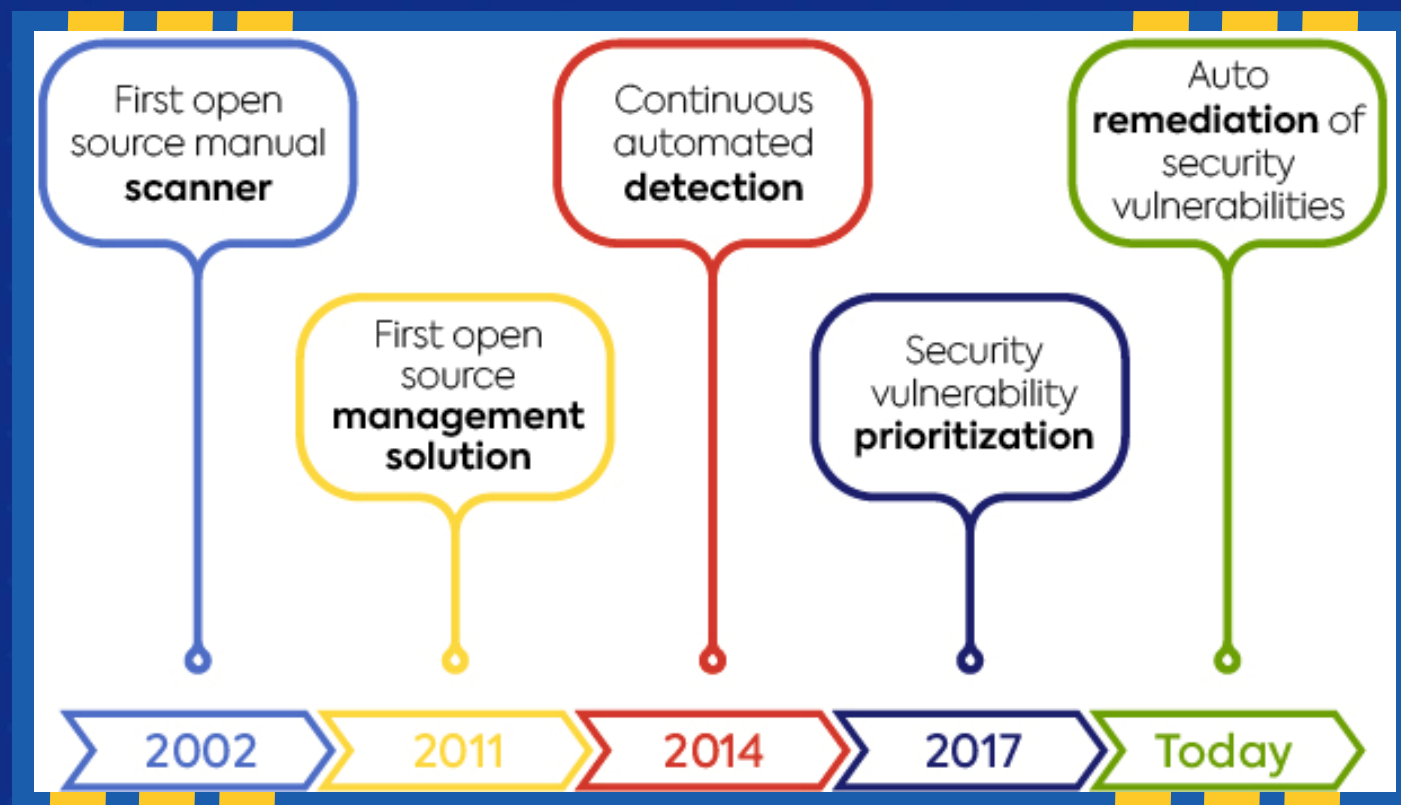 First open
source manual
scanner
First open
source
management
solution
Continuous
automated
detection
Security
vulnerability
prioritization
Auto
remediation of
security
vulnerabilities
2002
2011
2014
2017
Today